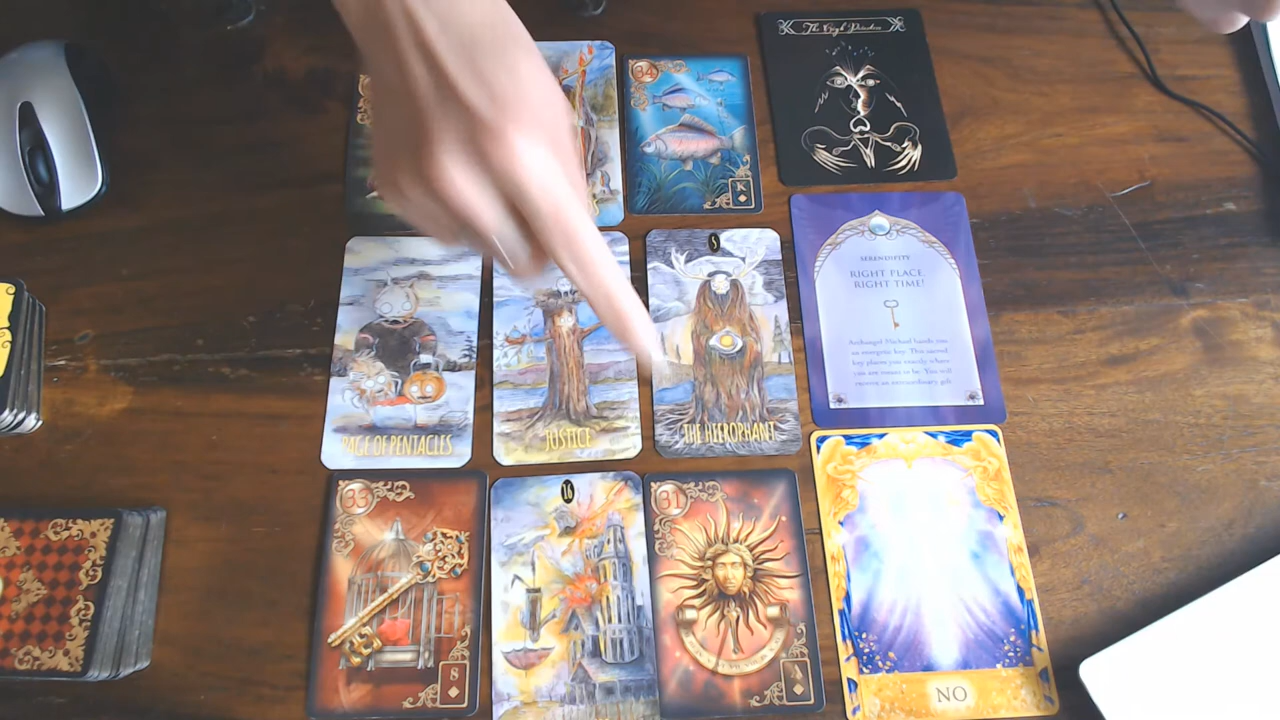 The High Priestess
34
K
5
SERENDIPITY
RIGHT PLACE,
RIGHT TIME!
Archangel Michael hands you
an energetic key. This sacred
key places you exactly where
you are meant to be. You will
receive an extraordinary gift
PAGE OF PENTACLES
JUSTICE
THE HIEROPHANT
33
8
16
31
A
NO